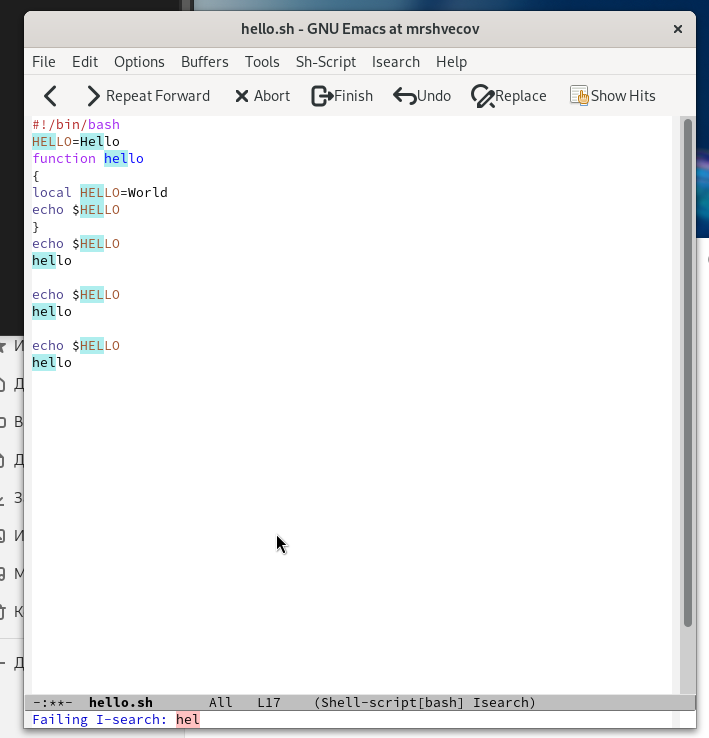 hello.sh - GNU Emacs at mrshvecov
File Edit Options Buffers Tools Sh-Script Isearch Help
Repeat Forward Abort Finish Undo Replace Show Hits
#!/bin/bash
HELLO=Hello
function hello
{
local HELLO=World
echo $HELLO
}
echo $HELLO
hello
echo $HELLO
hello
echo $HELLO
hello
И
Д
В
Д
З
И
М
К
Д
-:**- hello.sh All L17 (Shell-script[bash] Isearch)
Failing I-search: hel